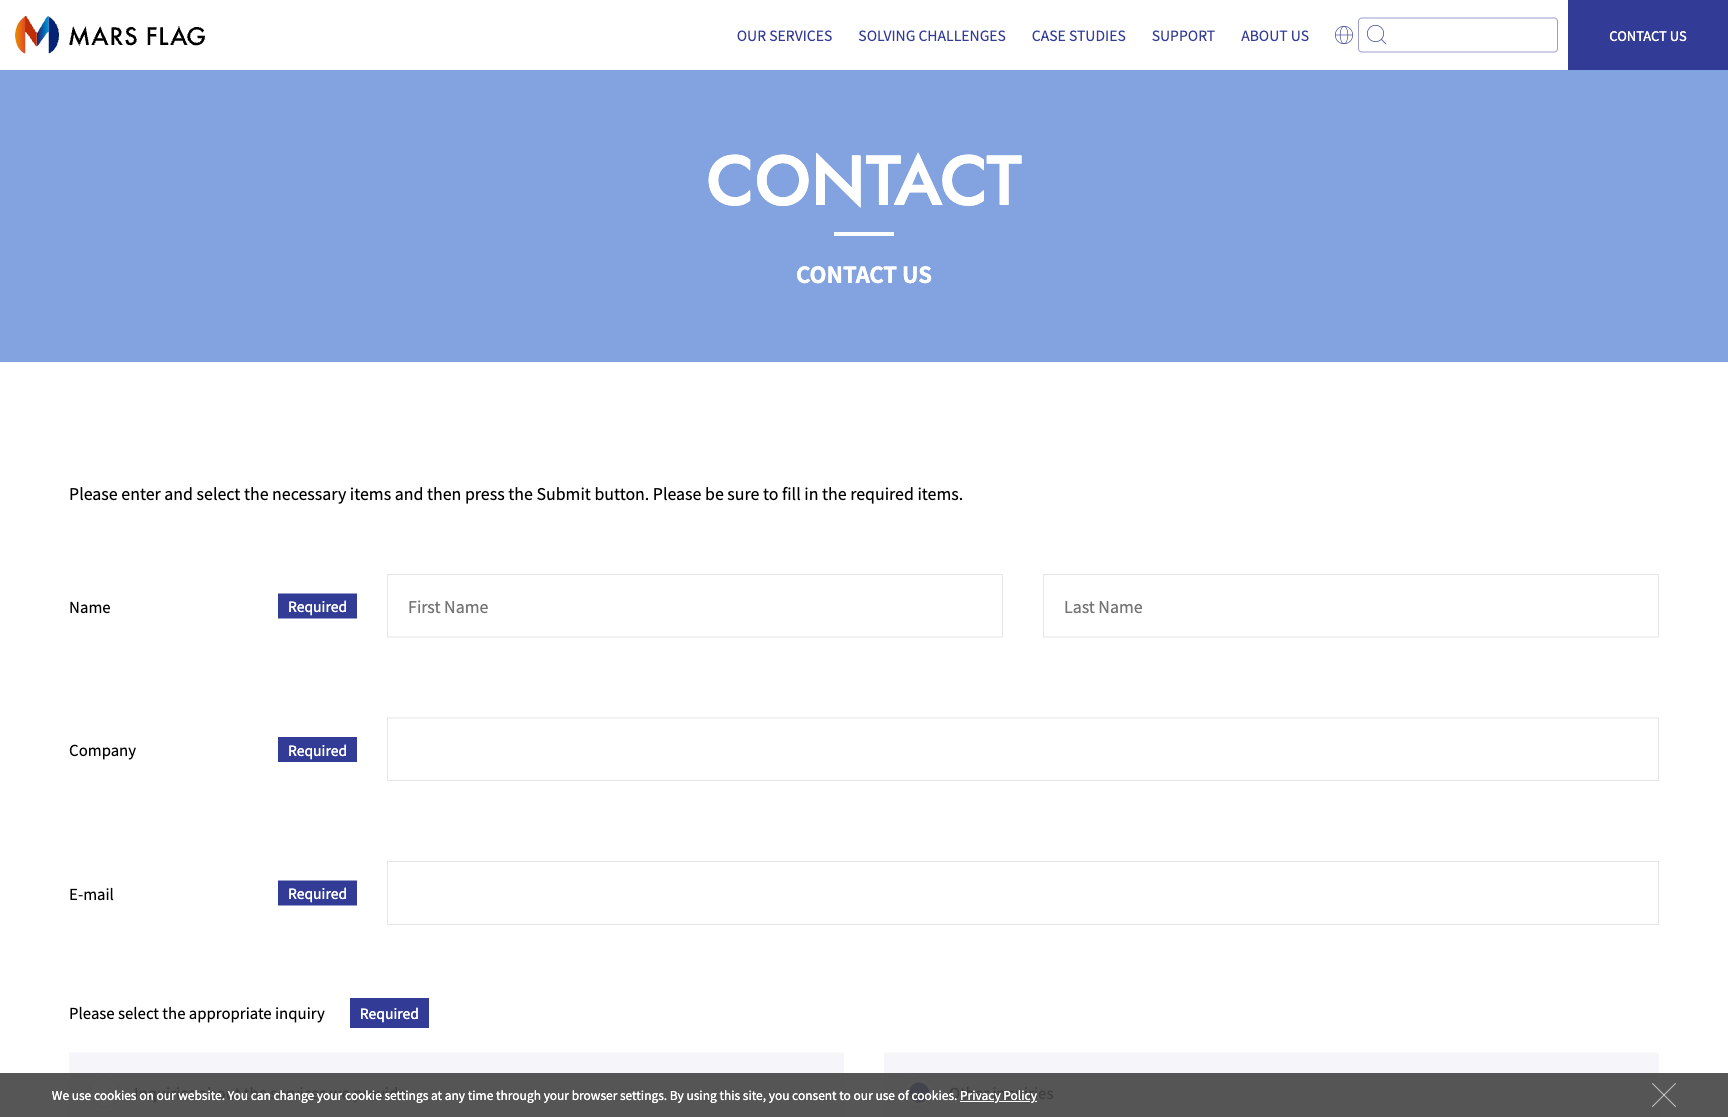 MARS FLAG
OUR SERVICES
SOLVING CHALLENGES
CASE STUDIES
SUPPORT
ABOUT US
CONTACT US
CONTACT
CONTACT US
Please enter and select the necessary items and then press the Submit button. Please be sure to fill in the required items.
Name
Required
First Name
Last Name
Company
Required
E-mail
Required
Please select the appropriate inquiry
Required
We use cookies on our website. You can change your cookie settings at any time through your browser settings. By using this site, you consent to our use of cookies. Privacy Policy